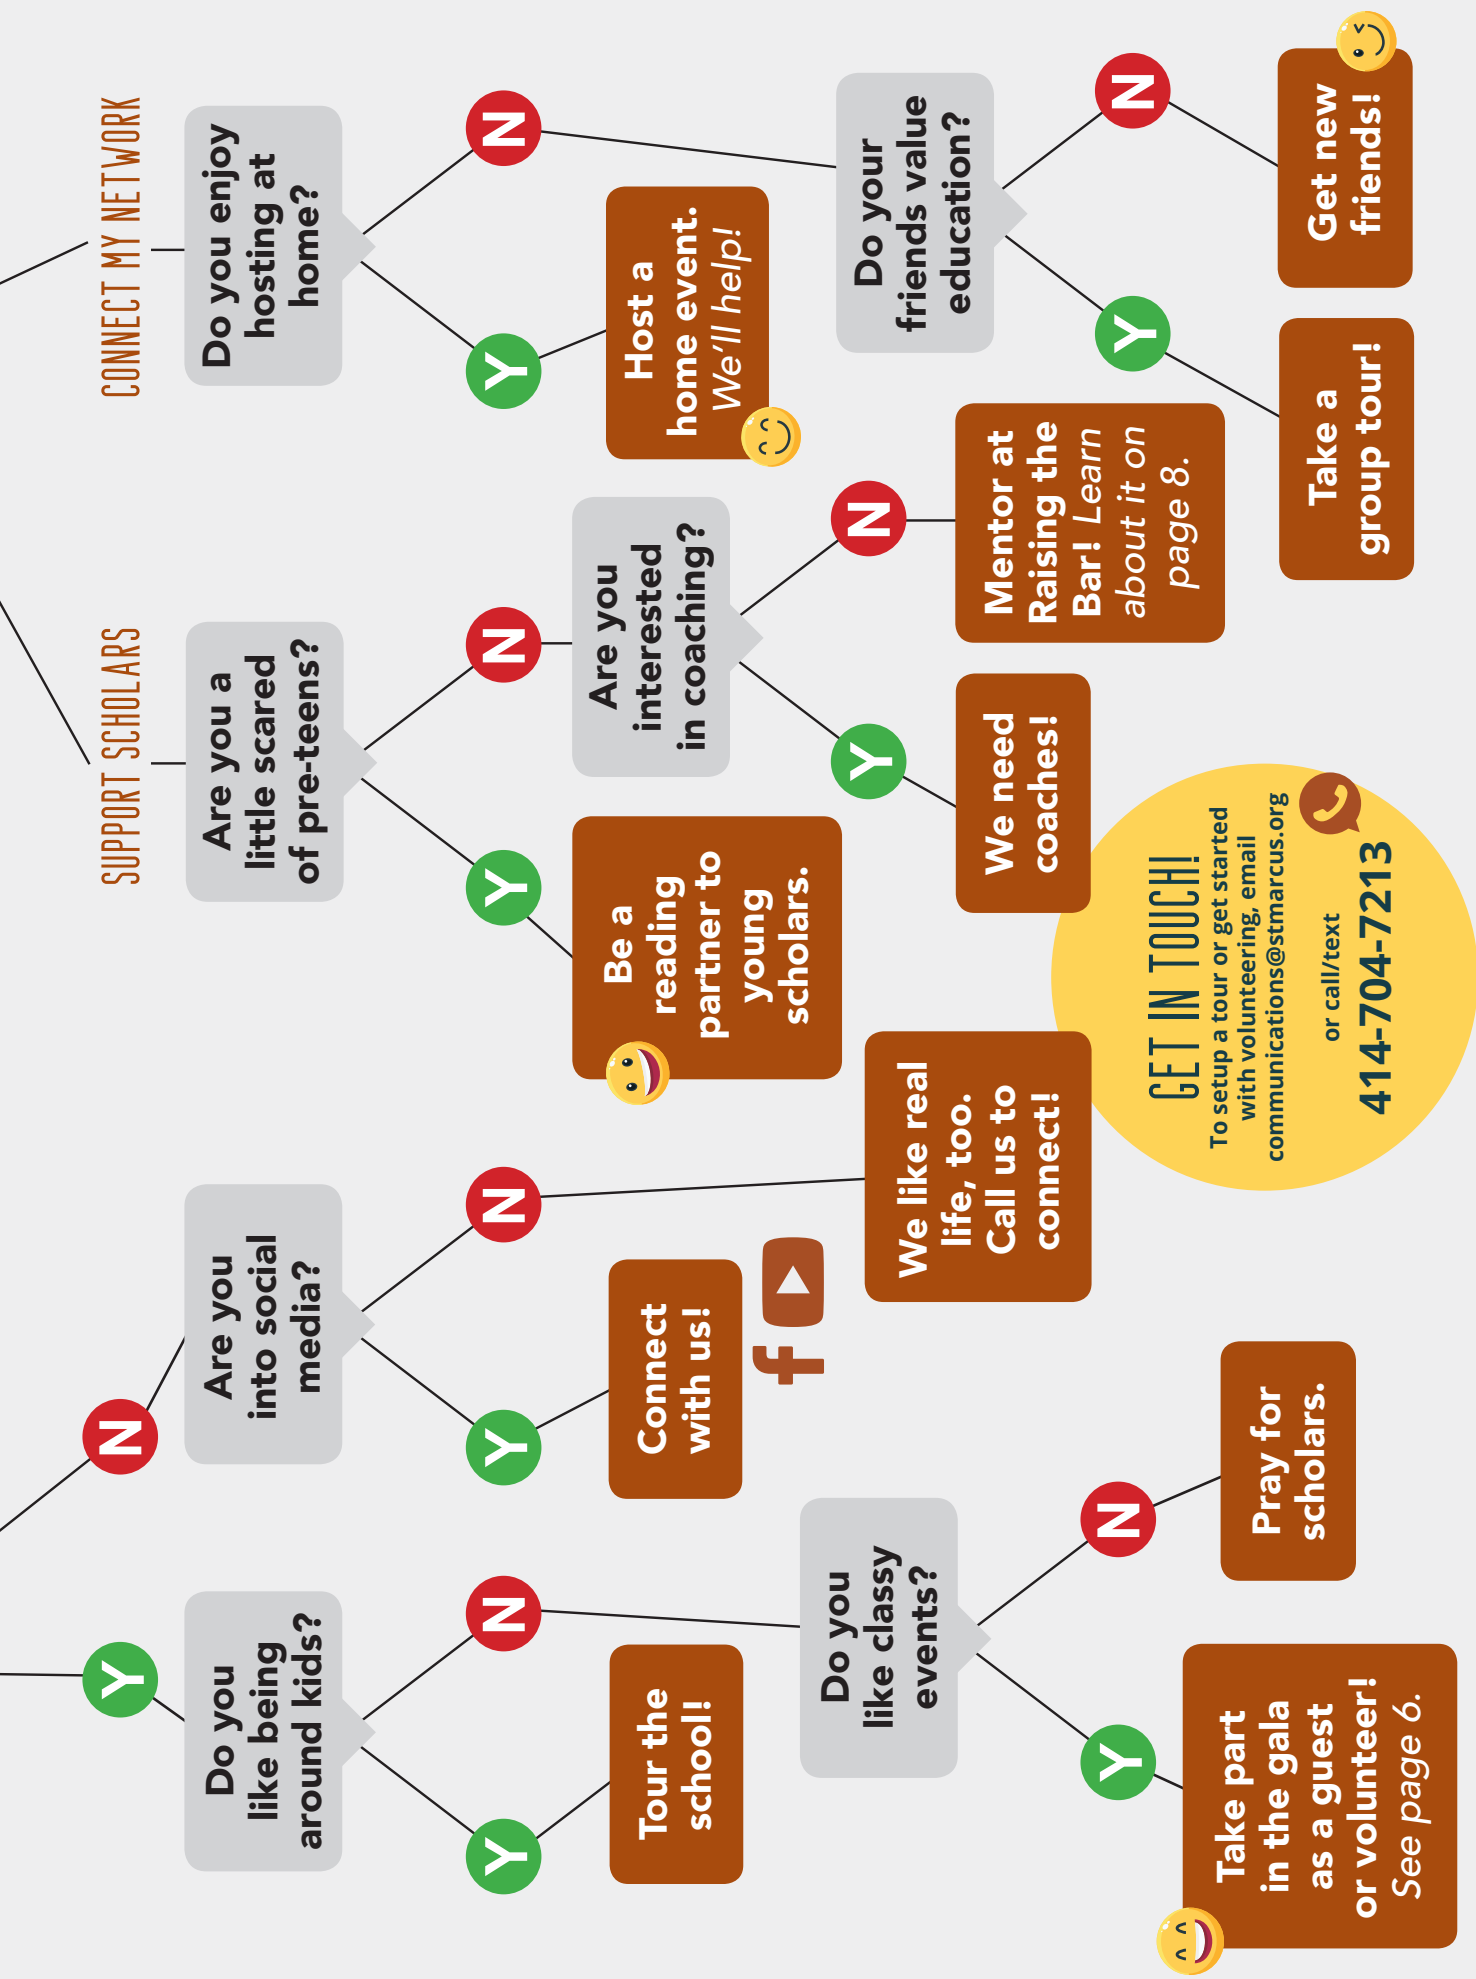 Y
N
SUPPORT SCHOLARS
CONNECT MY NETWORK
Do you
like being
around kids?
Are you
into social
media?
Are you a
little scared
of pre-teens?
Do you enjoy
hosting at
home?
Y
N
Y
N
Y
N
Y
N
Tour the
school!
Connect
with us!
f
Be a
reading
partner to
young
scholars.
Are you
interested
in coaching?
Host a
home event.
We'll help!
Do you
like classy
events?
We like real
life, too.
Call us to
connect!
Y
N
Do your
friends value
education?
Y
N
We need
coaches!
Mentor at
Raising the
Bar! Learn
about it on
page 8.
Y
N
Take part
in the gala
as a guest
or volunteer!
See page 6.
Pray for
scholars.
GET IN TOUCH!
To setup a tour or get started
with volunteering, email
communications@stmarcus.org
or call/text
414-704-7213
Take a
group tour!
Get new
friends!